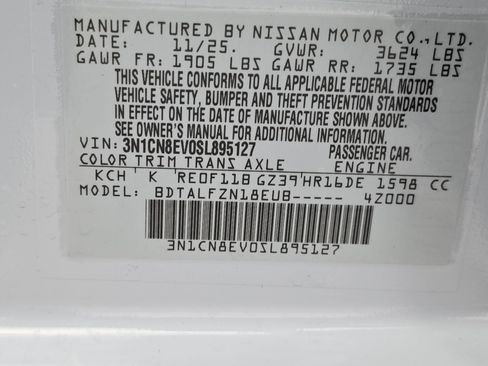 MANUFACTURED BY NISSAN MOTOR CO., LTD.
DATE: 11/25. GVWR: 3624 LBS
GAWR FR: 1905 LBS GAWR RR: 1735 LBS
THIS VEHICLE CONFORMS TO ALL APPLICABLE FEDERAL MOTOR
VEHICLE SAFETY, BUMPER AND THEFT PREVENTION STANDARDS
IN EFFECT ON THE DATE OF MANUFACTURE SHOWN ABOVE.
SEE OWNER'S MANUAL FOR ADDITIONAL INFORMATION.
VIN: 3N1CN8EV0SL895127 PASSENGER CAR.
COLOR TRIM TRANS AXLE ENGINE
KCH K RE0F11B GZ39 HR16DE 1598 CC
MODEL: BDTALFZN18EUB----- 4Z000
3N1CN8EV0SL895127